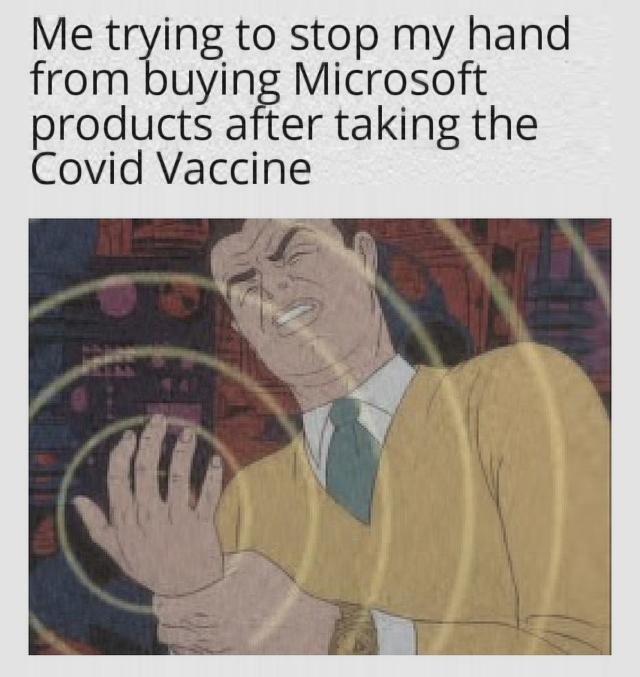 Me trying to stop my hand
from buying Microsoft
products after taking the
Covid Vaccine